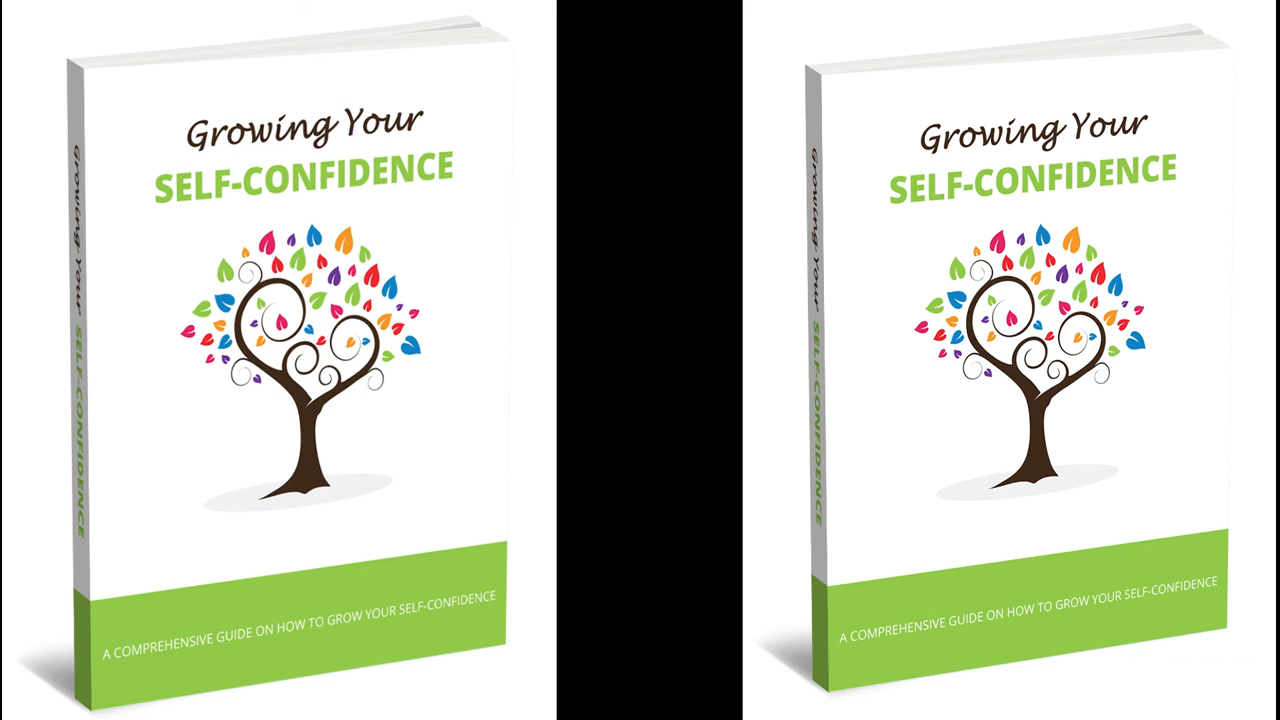 Growing Your
SELF-CONFIDENCE
Growing Your SELF-CONFIDENCE
A COMPREHENSIVE GUIDE ON HOW TO GROW YOUR SELF-CONFIDENCE
Growing Your
SELF-CONFIDENCE
Growing Your SELF-CONFIDENCE
A COMPREHENSIVE GUIDE ON HOW TO GROW YOUR SELF-CONFIDENCE